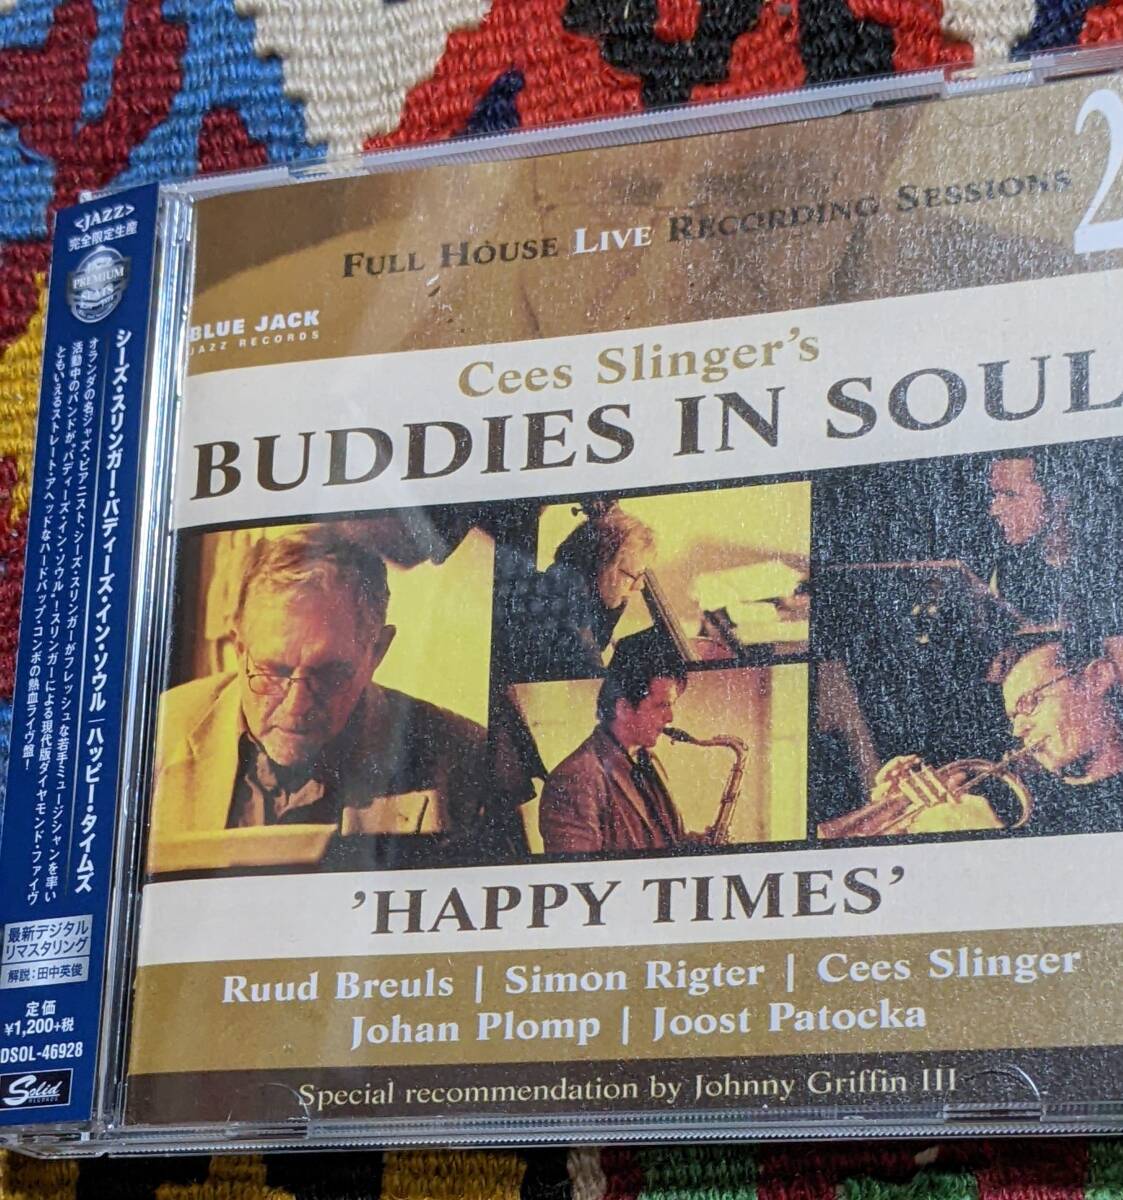 <JAZZ>
完全限定生産
PREMIUM
シーズ・スリンガー・バディーズ・イン・ソウル | ハッピー・タイムズ
オランダの名ジャズ・ピアニスト、シーズ・スリンガーがフレッシュな若手ミュージシャンを率い
活動中のバンドが“バディーズ・イン・ソウル”!スリンガーによる現代版ダイヤモンド・ファイヴ
ともいえるストレート・アヘッドなハードバップ・コンボの熱血ライヴ盤!
最新デジタル
リマスタリング
解説:田中英俊
定価
¥1,200+税
DSOL-46928
Solid
RECORDS
FULL HOUSE LIVE RECORDING SESSIONS 2
BLUE JACK
JAZZ RECORDS
Cees Slinger's
BUDDIES IN SOUL
'HAPPY TIMES'
Ruud Breuls | Simon Rigter | Cees Slinger
Johan Plomp | Joost Patocka
Special recommendation by Johnny Griffin III